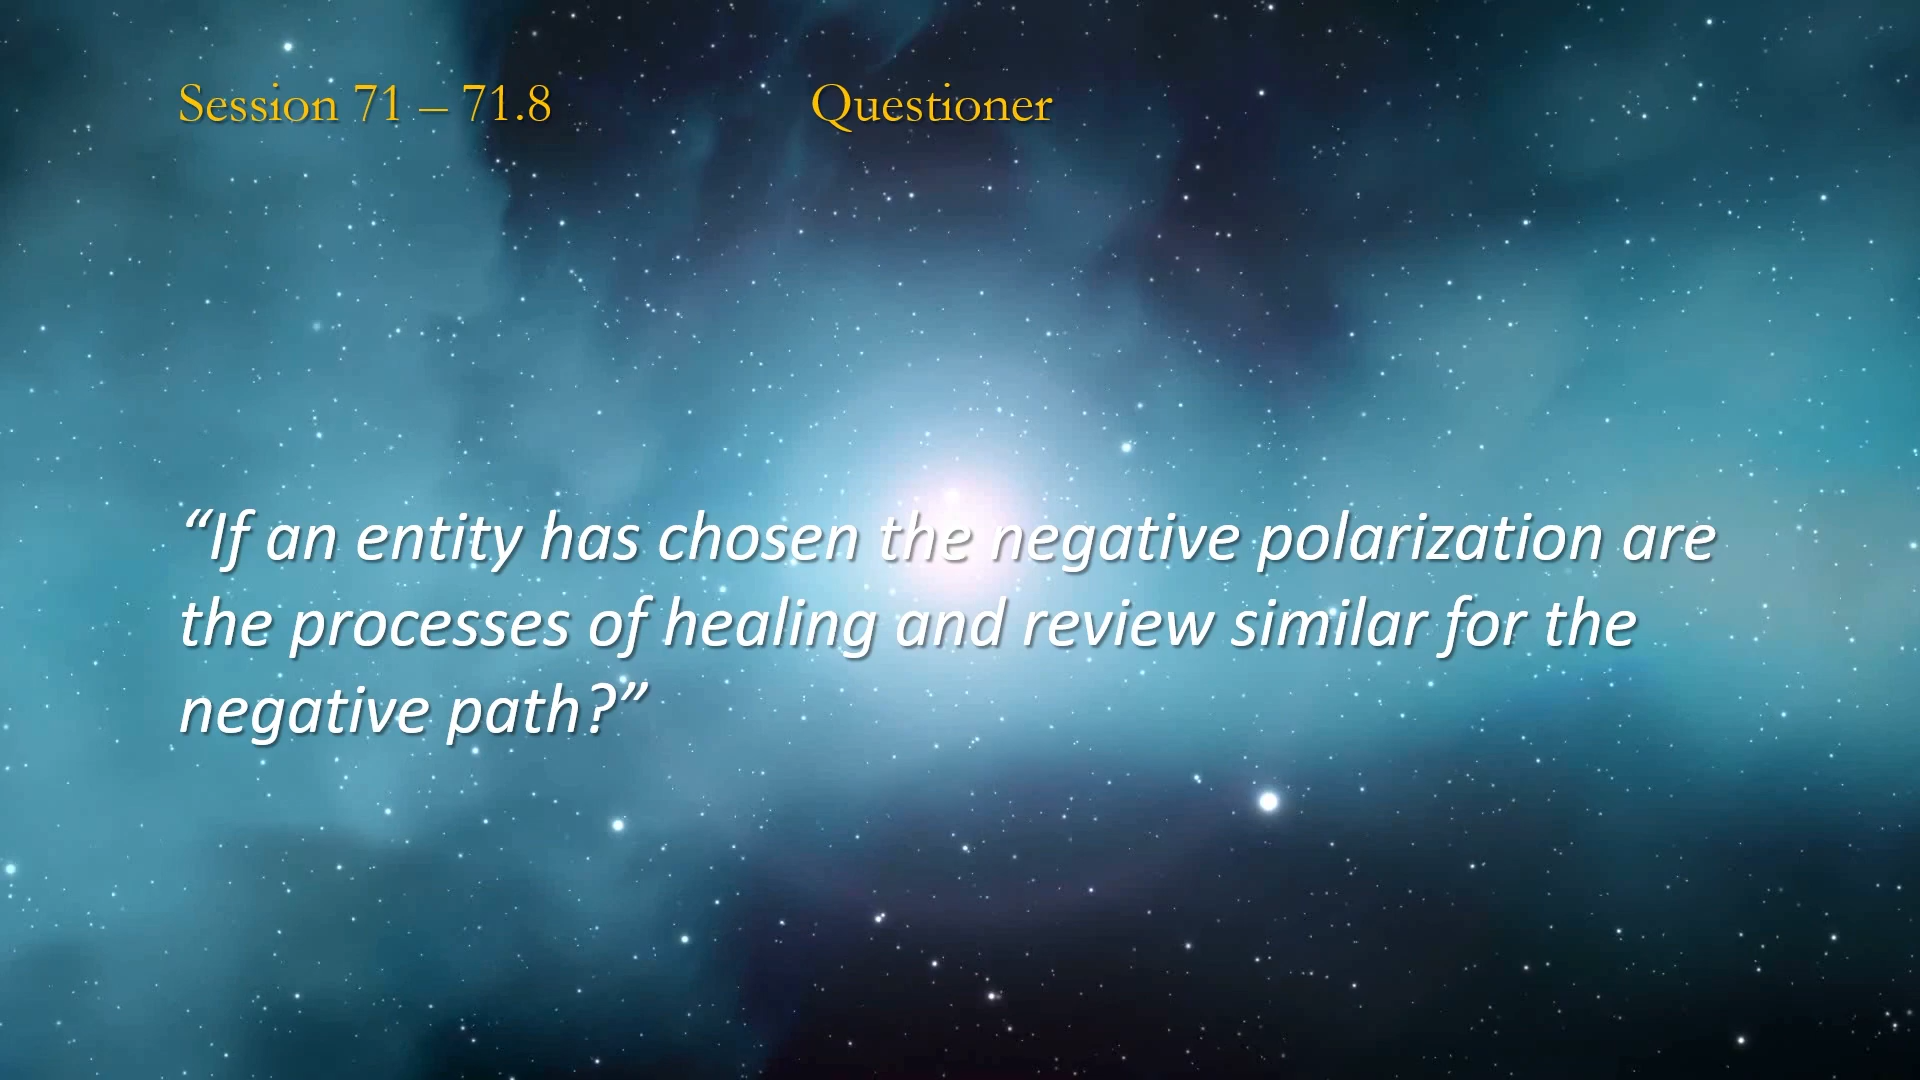 Session 71 – 71.8 Questioner
“If an entity has chosen the negative polarization are
the processes of healing and review similar for the
negative path?”